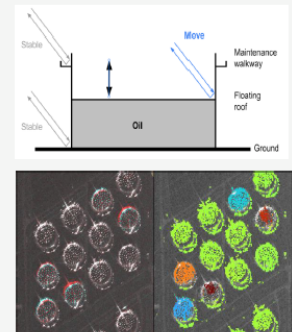 Stable
Move
Maintenance
walkway
Floating
roof
Stable
Oil
Ground